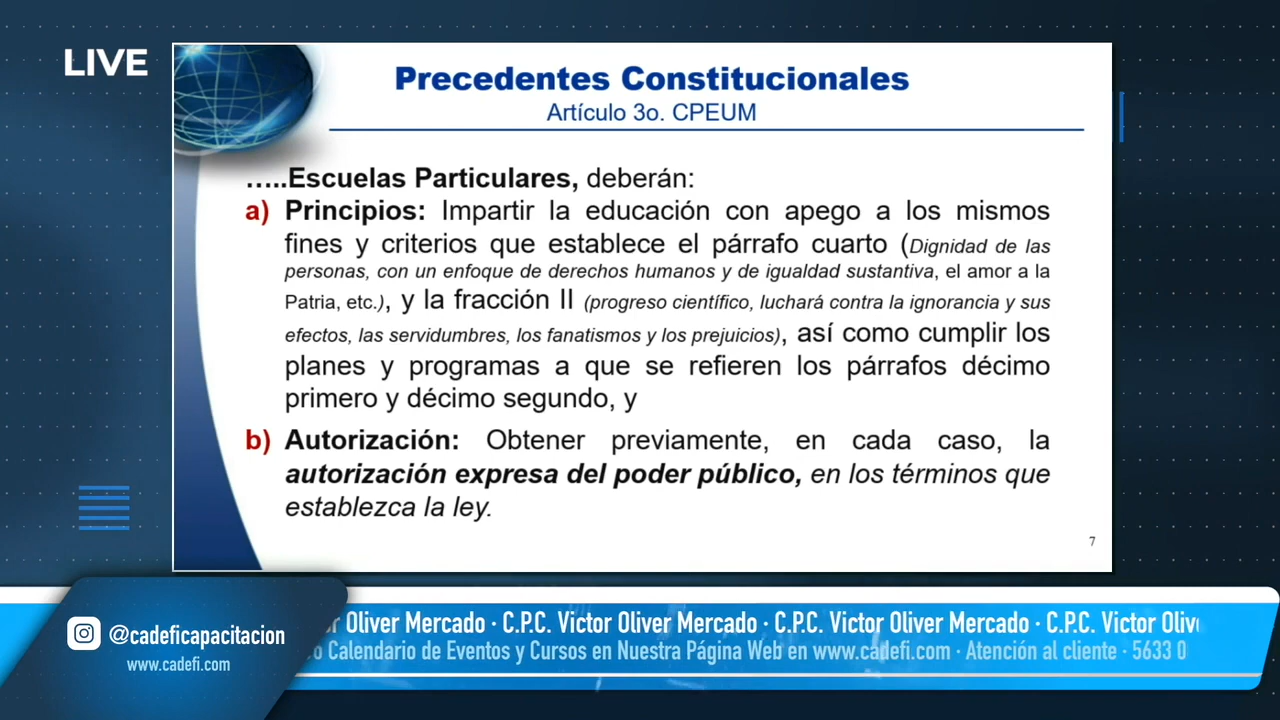 LIVE
Precedentes Constitucionales
Artículo 3o. CPEUM
…..Escuelas Particulares, deberán:
a) Principios: Impartir la educación con apego a los mismos
fines y criterios que establece el párrafo cuarto (Dignidad de las
personas, con un enfoque de derechos humanos y de igualdad sustantiva, el amor a la
Patria, etc.), y la fracción II (progreso científico, luchará contra la ignorancia y sus
efectos, las servidumbres, los fanatismos y los prejuicios), así como cumplir los
planes y programas a que se refieren los párrafos décimo
primero y décimo segundo, y
b) Autorización: Obtener previamente, en cada caso, la
autorización expresa del poder público, en los términos que
establezca la ley.
7
@cadeficapacitacion
www.cadefi.com
r Oliver Mercado · C.P.C. Victor Oliver Mercado · C.P.C. Victor Oliver Mercado · C.P.C. Victor Oliv
o Calendario de Eventos y Cursos en Nuestra Página Web en www.cadefi.com · Atención al cliente · 5633 0